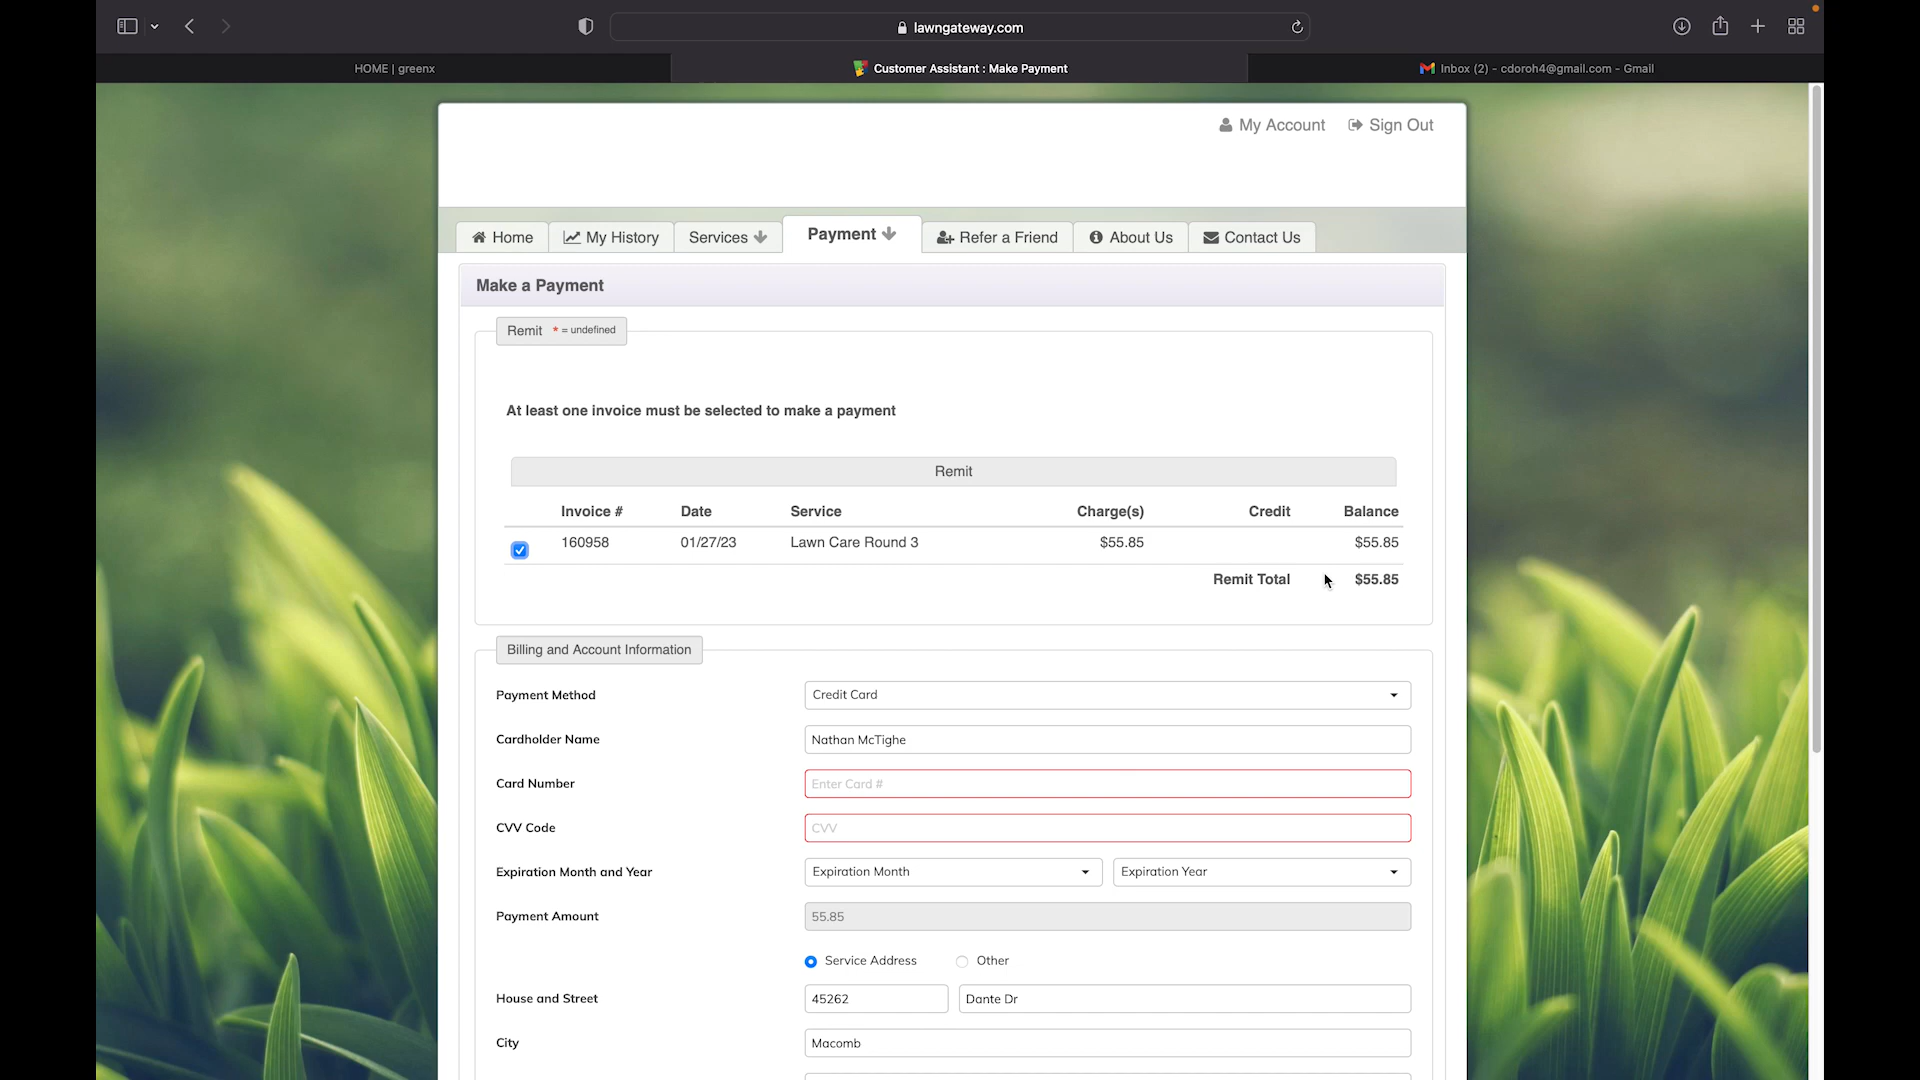 lawngateway.com
HOME | greenx
Customer Assistant : Make Payment
Inbox (2) - cdoroh4@gmail.com - Gmail
My Account
Sign Out
Home
My History
Services
Payment
Refer a Friend
About Us
Contact Us
Make a Payment
Remit * = undefined
At least one invoice must be selected to make a payment
Remit
Invoice # Date Service Charge(s) Credit Balance
160958 01/27/23 Lawn Care Round 3 $55.85 $55.85
Remit Total $55.85
Billing and Account Information
Payment Method Credit Card
Cardholder Name Nathan McTighe
Card Number Enter Card #
CVV Code CVV
Expiration Month and Year Expiration Month Expiration Year
Payment Amount 55.85
Service Address Other
House and Street 45262 Dante Dr
City Macomb